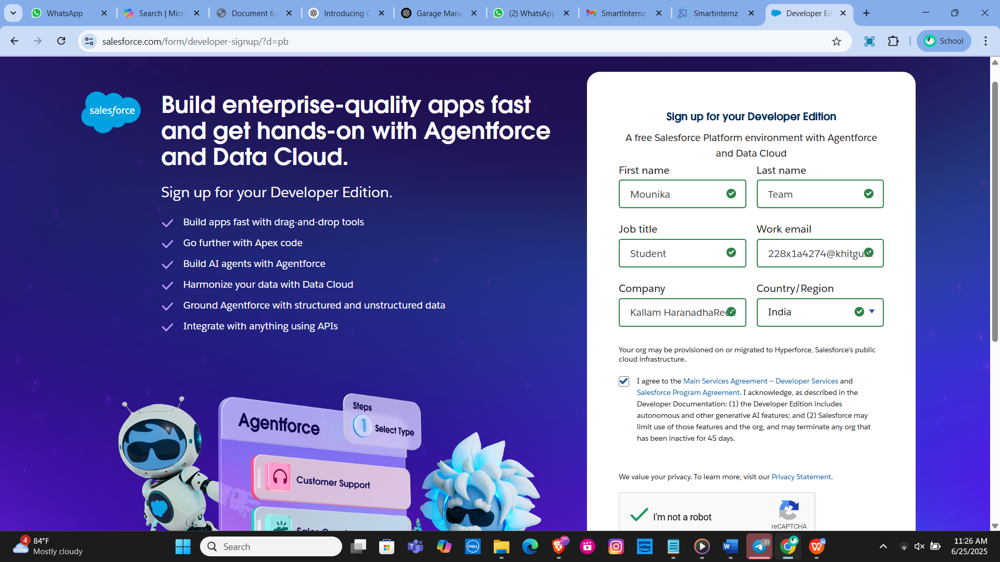 WhatsApp
Search | Micr
Document 6.
Introducing
Garage Mana
(2) WhatsApp
SmartInternz
Smartinternz
Developer Ed
salesforce.com/form/developer-signup/?d=pb
School
salesforce
Build enterprise-quality apps fast
and get hands-on with Agentforce
and Data Cloud.
Sign up for your Developer Edition.
Build apps fast with drag-and-drop tools
Go further with Apex code
Build AI agents with Agentforce
Harmonize your data with Data Cloud
Ground Agentforce with structured and unstructured data
Integrate with anything using APIs
Agentforce
Steps
1 Select Type
Customer Support
Sign up for your Developer Edition
A free Salesforce Platform environment with Agentforce
and Data Cloud
First name
Last name
Mounika
Team
Job title
Work email
Student
228x1a4274@khitgu
Company
Country/Region
Kallam HaranadhaRe
India
Your org may be provisioned on or migrated to Hyperforce, Salesforce's public
cloud infrastructure.
I agree to the Main Services Agreement – Developer Services and
Salesforce Program Agreement. I acknowledge, as described in the
Developer Documentation: (1) the Developer Edition includes
autonomous and other generative AI features; and (2) Salesforce may
limit use of those features and the org, and may terminate any org that
has been inactive for 45 days.
We value your privacy. To learn more, visit our Privacy Statement.
I'm not a robot
reCAPTCHA
4
84°F
Mostly cloudy
Search
DELL
prime
video
31
11:26 AM
6/25/2025